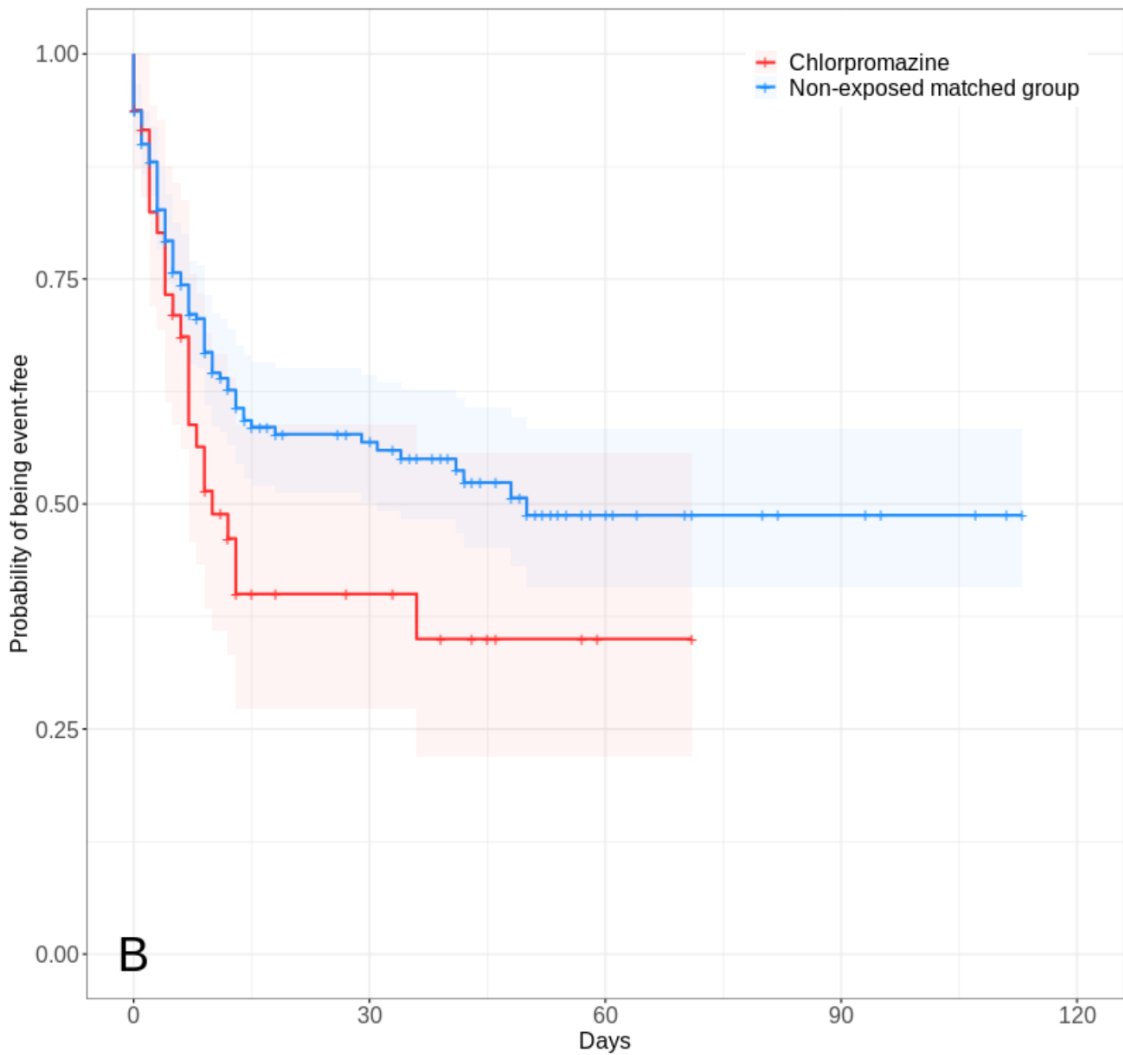 Chlorpromazine
Non-exposed matched group
Probability of being event-free
1.00
0.75
0.50
0.25
0.00
B
0 30 60 90 120
Days